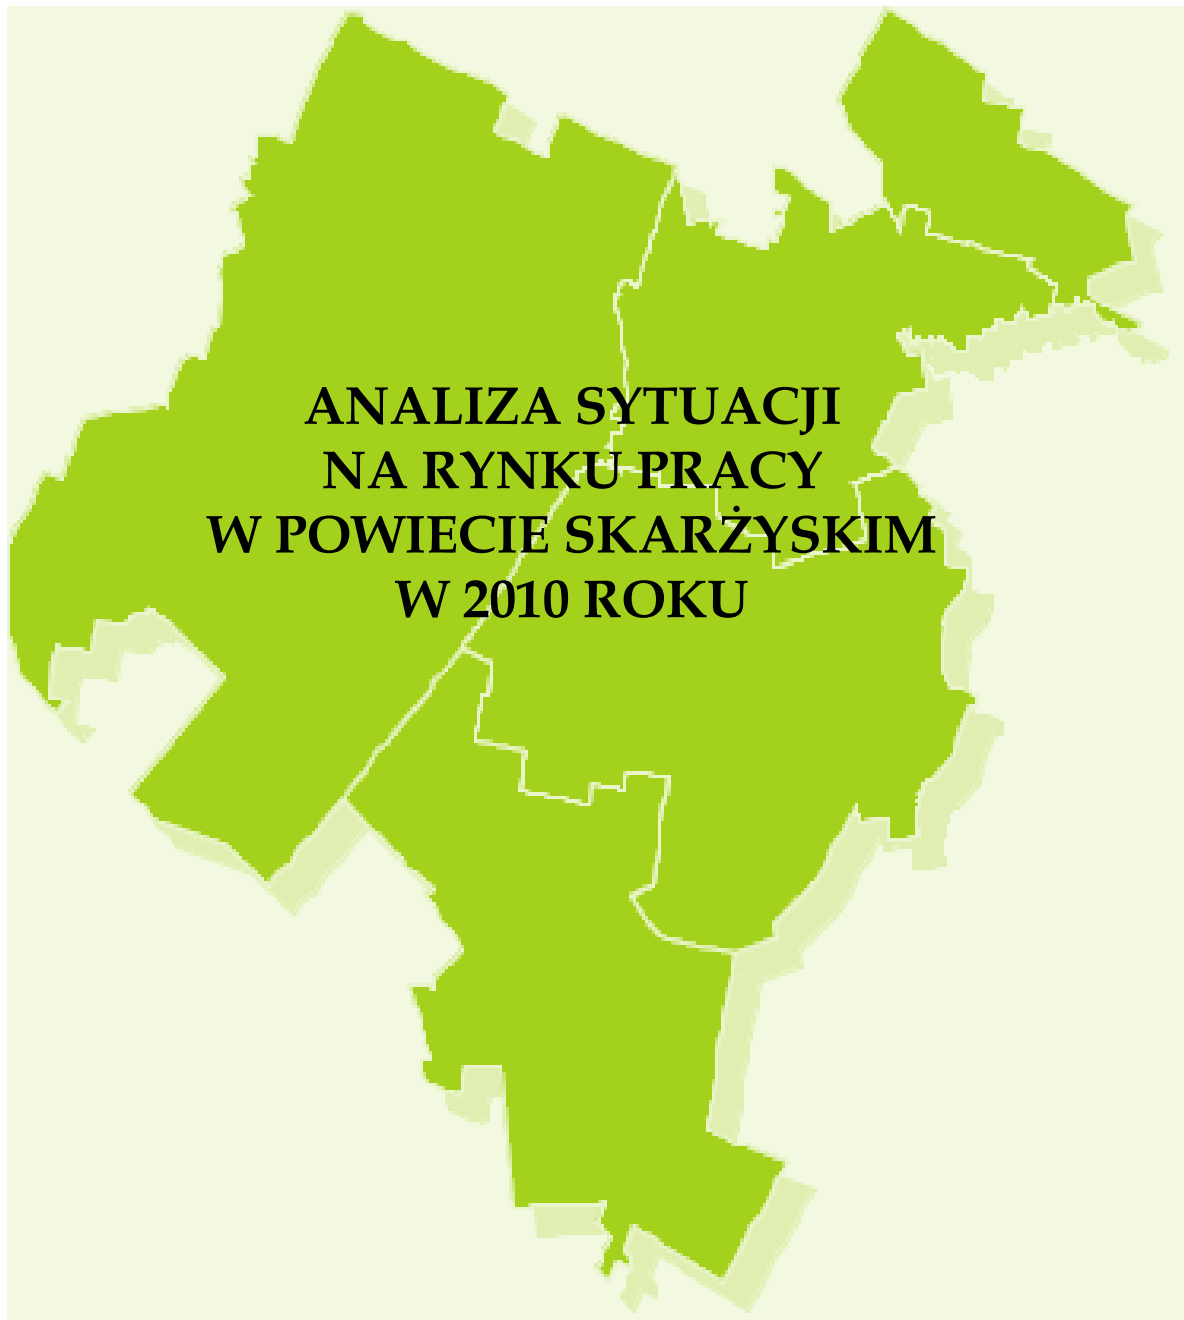 ANALIZA SYTUACJI
NA RYNKU PRACY
W POWIECIE SKARŻYSKIM
W 2010 ROKU